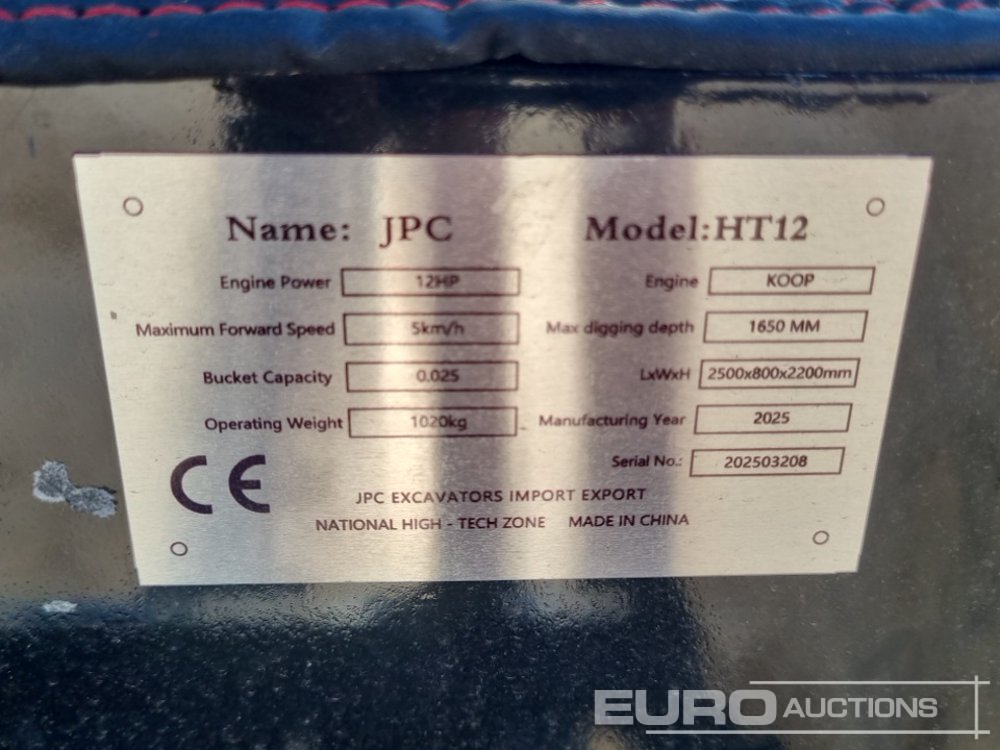 Name: JPC Model:HT12
Engine Power 12HP Engine KOOP
Maximum Forward Speed 5km/h Max digging depth 1650 MM
Bucket Capacity 0.025 LxWxH 2500x800x2200mm
Operating Weight 1020kg Manufacturing Year 2025
Serial No.: 202503208
CE
JPC EXCAVATORS IMPORT EXPORT
NATIONAL HIGH - TECH ZONE MADE IN CHINA
EURO AUCTIONS